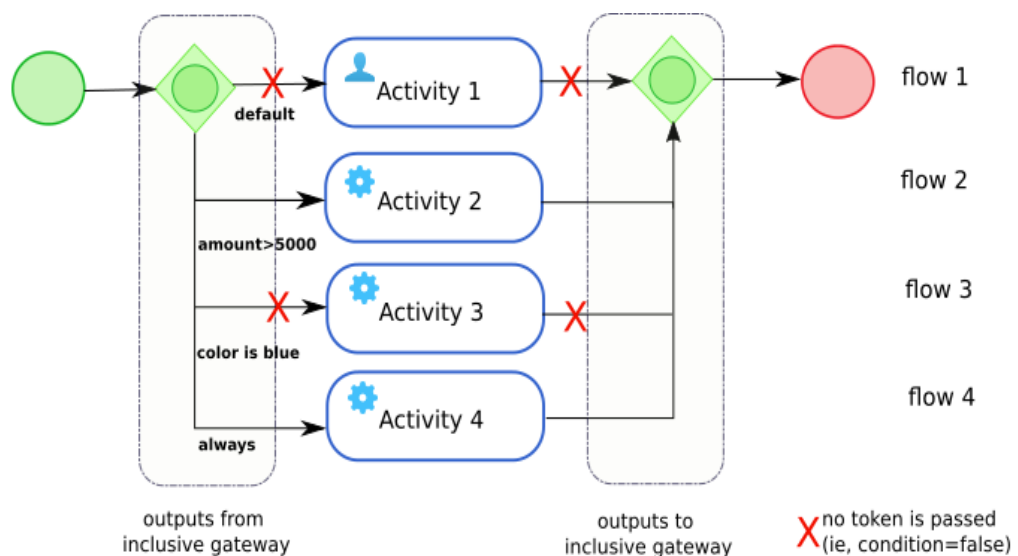 Activity 1
flow 1
default
Activity 2
flow 2
amount>5000
Activity 3
flow 3
color is blue
Activity 4
flow 4
always
outputs from
inclusive gateway
outputs to
inclusive gateway
X no token is passed
(ie, condition=false)